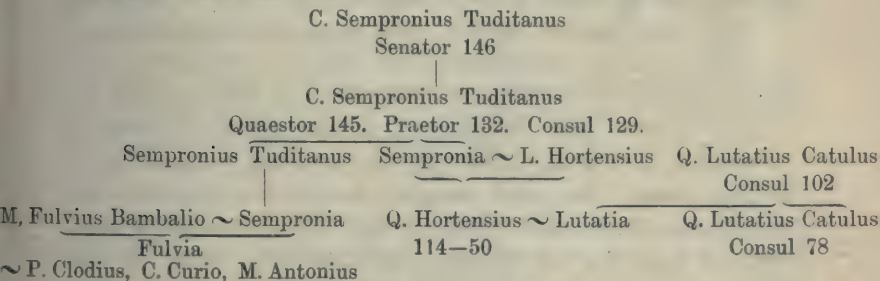 C. Sempronius Tuditanus
Senator 146
C. Sempronius Tuditanus
Quaestor 145. Praetor 132. Consul 129.
Sempronius Tuditanus Sempronia ~ L. Hortensius Q. Lutatius Catulus
Consul 102
M, Fulvius Bambalio ~ Sempronia Q. Hortensius ~ Lutatia Q. Lutatius Catulus
Fulvia 114—50 Consul 78
~ P. Clodius, C. Curio, M. Antonius